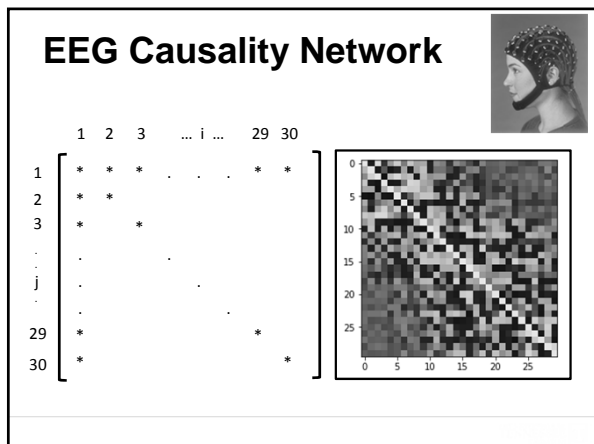 EEG Causality Network
1 2 3 ... i ... 29 30
1 * * * . . . * *
2 * *
3 * *
. . .
.
j . .
.
. .
29 * *
30 * *
0
5
10
15
20
25
0 5 10 15 20 25